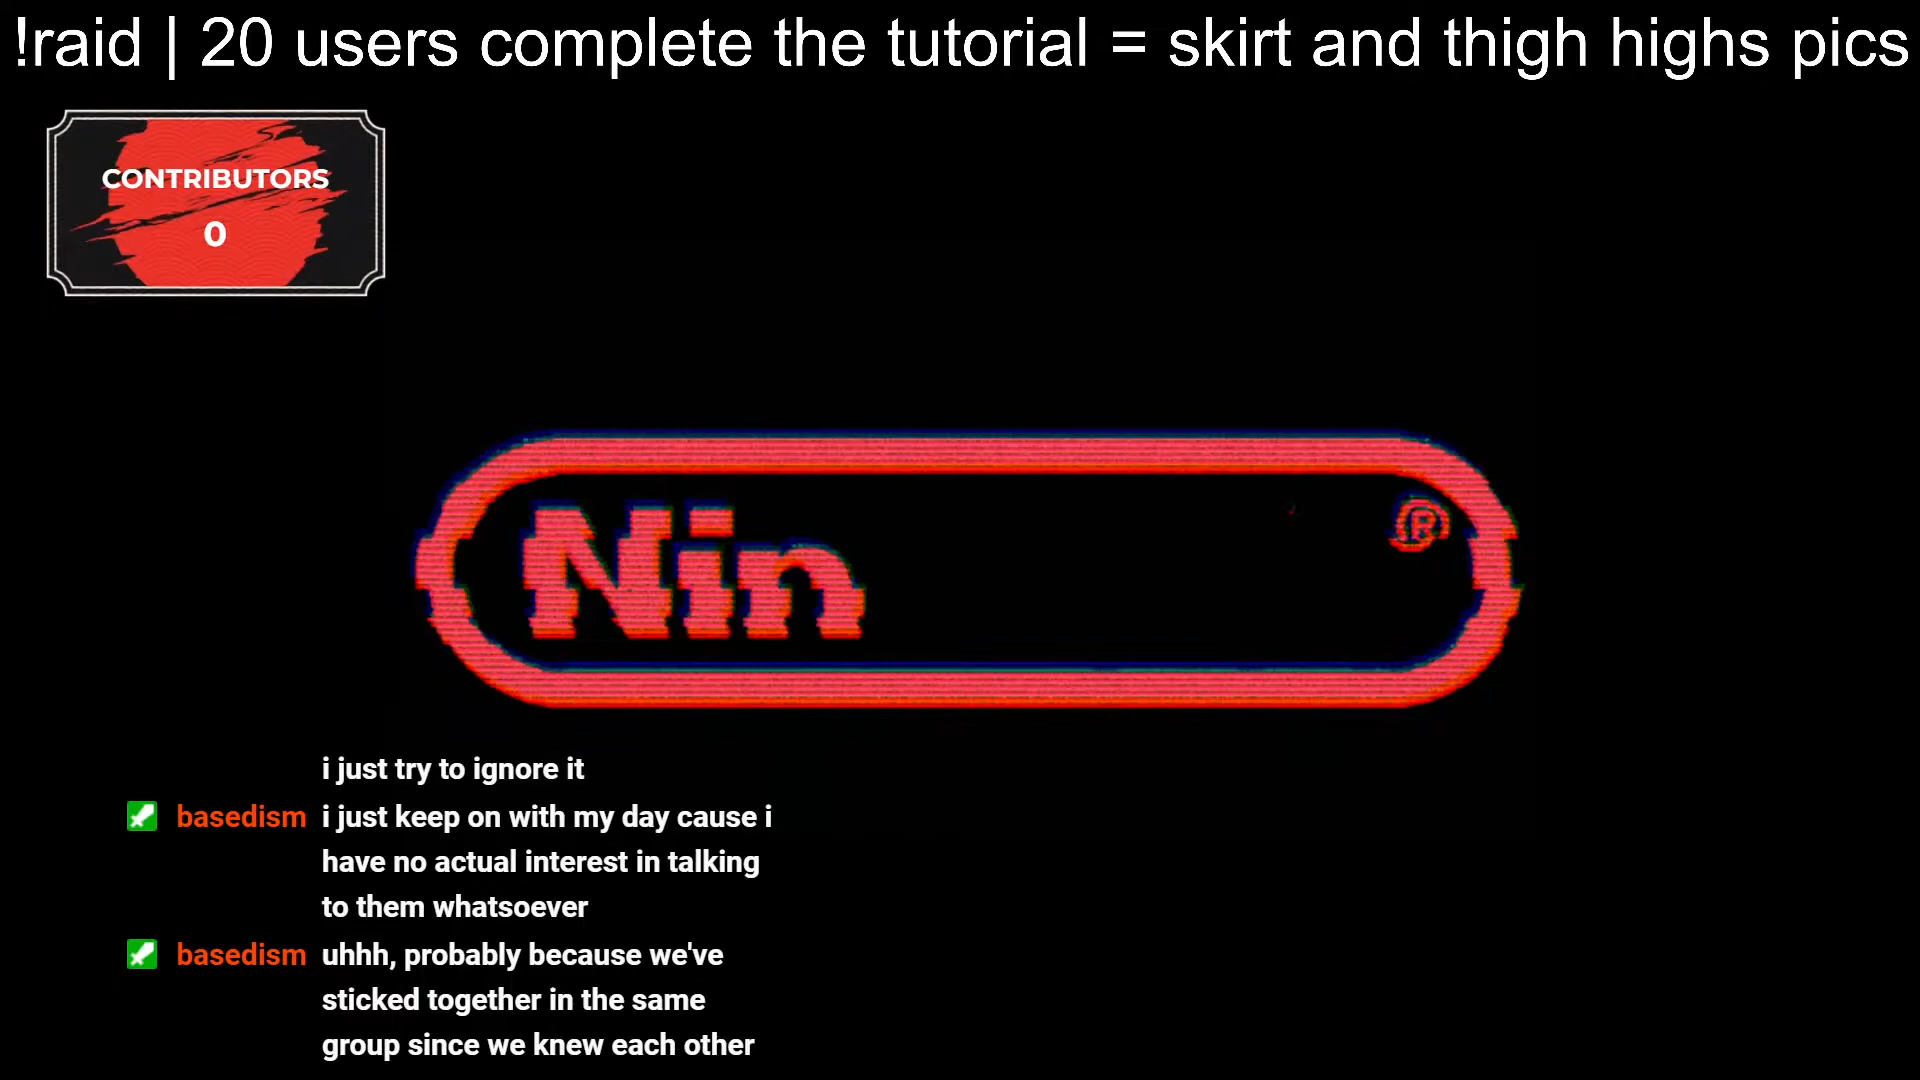 !raid | 20 users complete the tutorial = skirt and thigh highs pics
CONTRIBUTORS
0
Nin ®
i just try to ignore it
basedism i just keep on with my day cause i
have no actual interest in talking
to them whatsoever
basedism uhhh, probably because we've
sticked together in the same
group since we knew each other